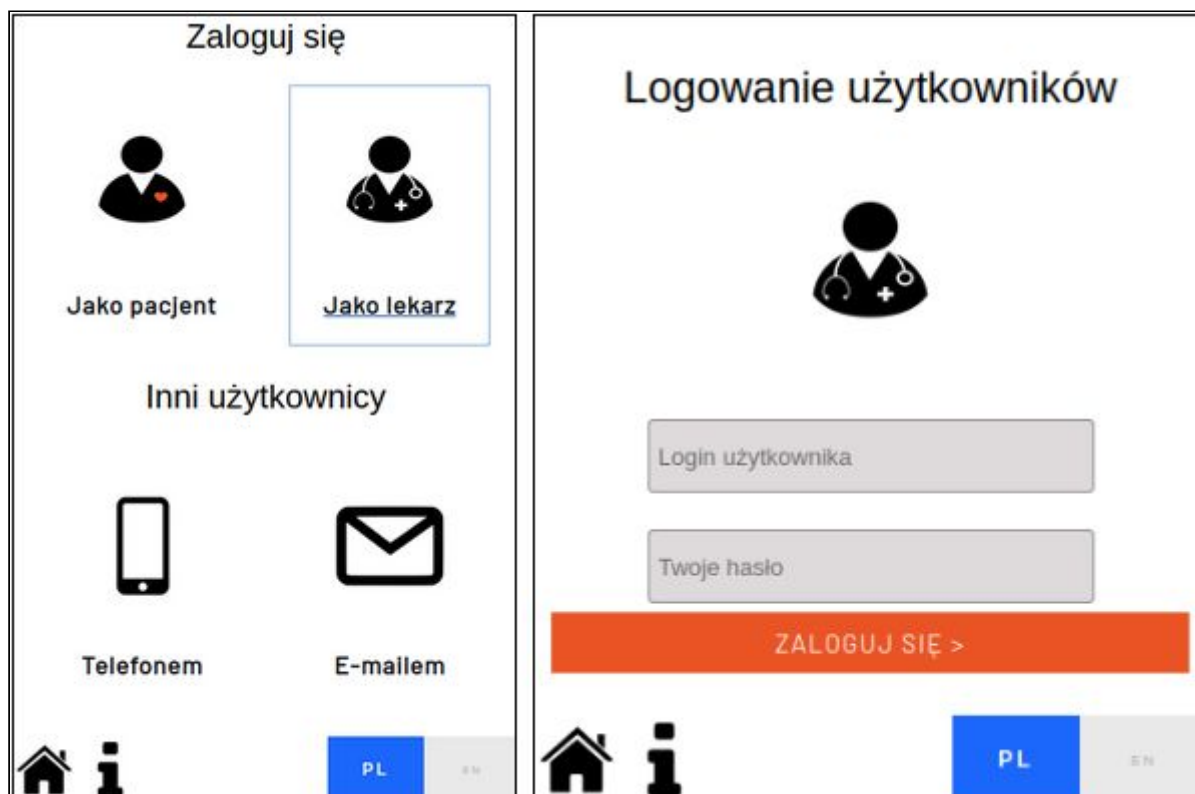 Zaloguj się
Jako pacjent
Jako lekarz
Inni użytkownicy
Telefonem
E-mailem
PL
EN
Logowanie użytkowników
Login użytkownika
Twoje hasło
ZALOGUJ SIĘ >
PL
EN